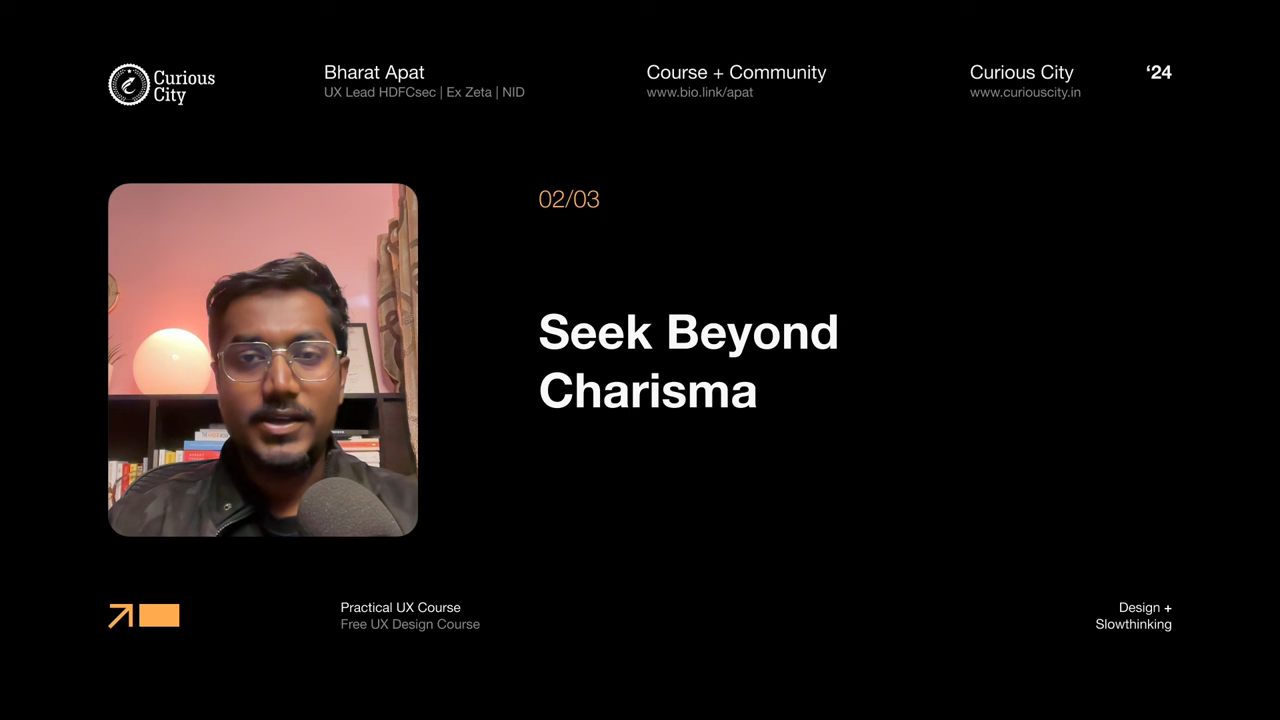 Curious
City
Bharat Apat
UX Lead HDFCsec | Ex Zeta | NID
Course + Community
www.bio.link/apat
Curious City
www.curiouscity.in
‘24
02/03
Seek Beyond
Charisma
Practical UX Course
Free UX Design Course
Design +
Slowthinking